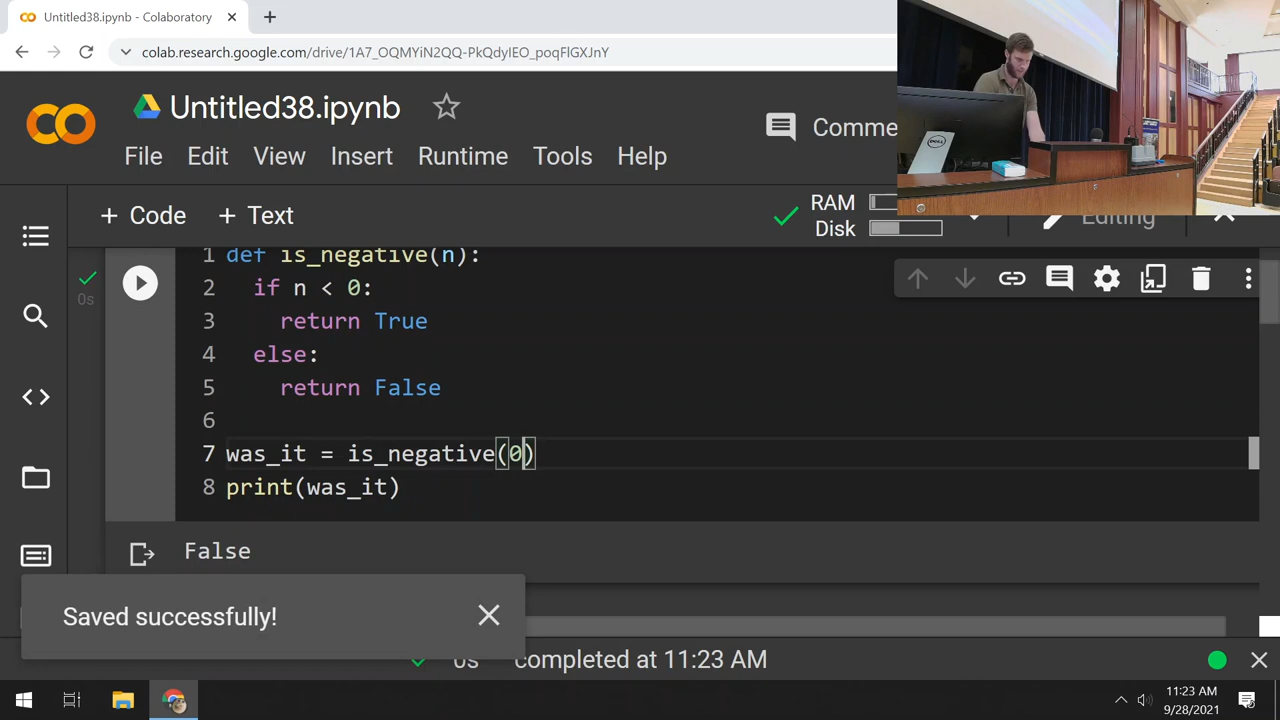 Untitled38.ipynb - Colaboratory
colab.research.google.com/drive/1A7_OQMYiN2QQ-PkQdyIEO_poqFlGXJnY
Untitled38.ipynb
Comme
File Edit View Insert Runtime Tools Help
+ Code + Text
RAM
Disk
Editing
1 def is_negative(n):
2 if n < 0:
3 return True
4 else:
5 return False
6
7 was_it = is_negative(0)
8 print(was_it)
0s
False
Saved successfully!
0s completed at 11:23 AM
11:23 AM
9/28/2021
DELL